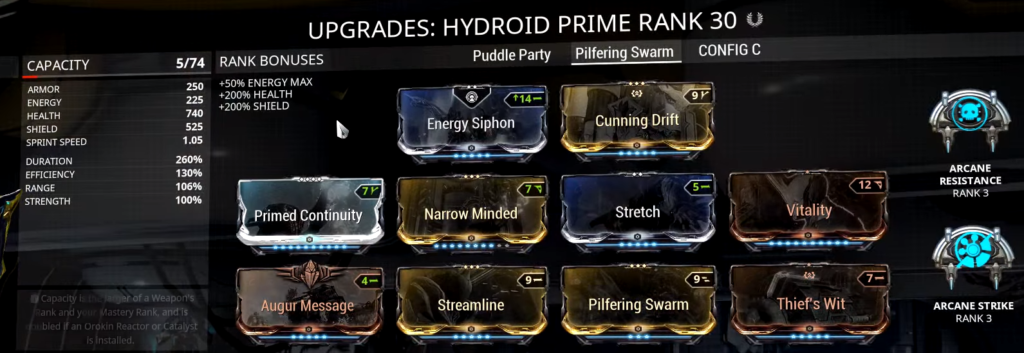 UPGRADES: HYDROID PRIME RANK 30
Puddle Party Pilfering Swarm CONFIG C
CAPACITY 5/74
ARMOR 250
ENERGY 225
HEALTH 740
SHIELD 525
SPRINT SPEED 1.05
DURATION 260%
EFFICIENCY 130%
RANGE 106%
STRENGTH 100%
Capacity is the larger of a Weapon's
Rank and your Mastery Rank, and is
doubled if an Orokin Reactor or Catalyst
is installed.
RANK BONUSES
+50% ENERGY MAX
+200% HEALTH
+200% SHIELD
14
Energy Siphon
9
Cunning Drift
7
Primed Continuity
7
Narrow Minded
5
Stretch
12
Vitality
4
Augur Message
9
Streamline
9
Pilfering Swarm
7
Thief's Wit
ARCANE
RESISTANCE
RANK 3
ARCANE STRIKE
RANK 3